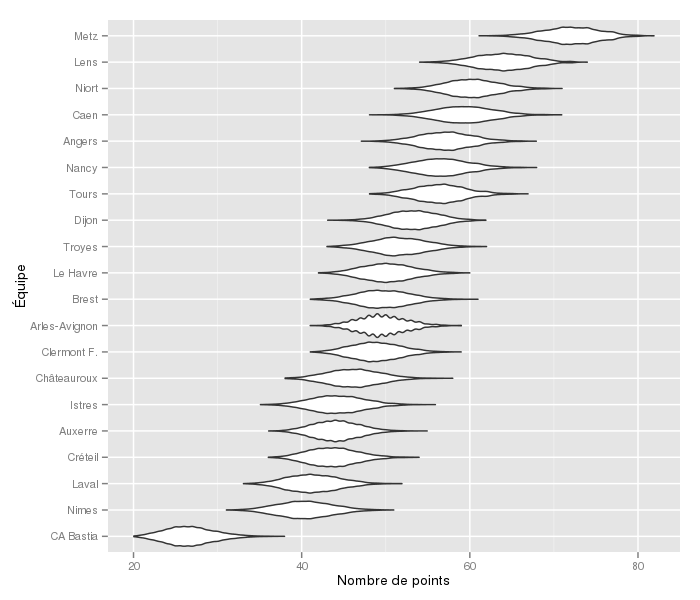 Metz
Lens
Niort
Caen
Angers
Nancy
Tours
Dijon
Troyes
Le Havre
Brest
Arles-Avignon
Clermont F.
Châteauroux
Istres
Auxerre
Créteil
Laval
Nimes
CA Bastia
Équipe
20 40 60 80
Nombre de points